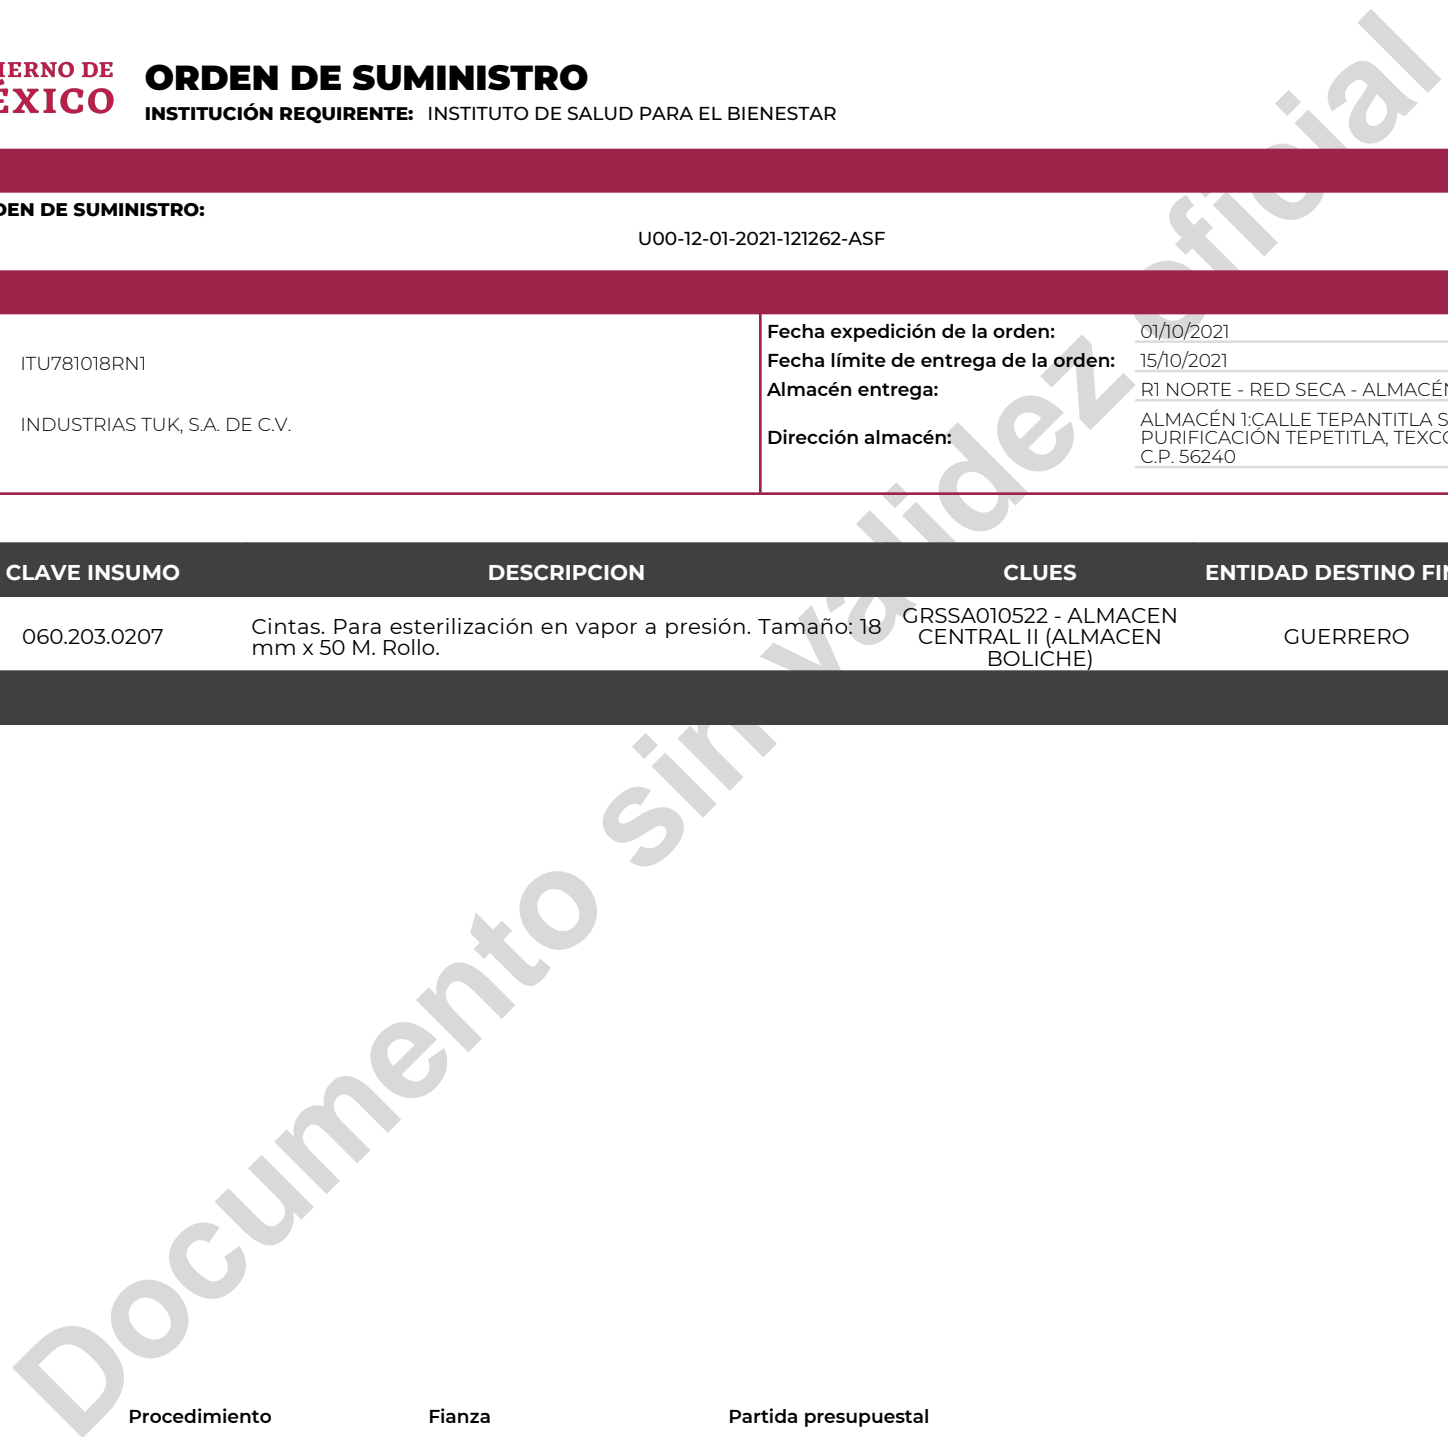 IERNO DE
ÉXICO
ORDEN DE SUMINISTRO
INSTITUCIÓN REQUIRENTE: INSTITUTO DE SALUD PARA EL BIENESTAR
DEN DE SUMINISTRO:
U00-12-01-2021-121262-ASF
ITU781018RN1
INDUSTRIAS TUK, S.A. DE C.V.
Fecha expedición de la orden: 01/10/2021
Fecha límite de entrega de la orden: 15/10/2021
Almacén entrega: R1 NORTE - RED SECA - ALMACÉN
Dirección almacén: ALMACÉN 1:CALLE TEPANTITLA S
PURIFICACIÓN TEPETITLA, TEXCO
C.P. 56240
CLAVE INSUMO DESCRIPCION CLUES ENTIDAD DESTINO FIN
060.203.0207
Cintas. Para esterilización en vapor a presión. Tamaño: 18
mm x 50 M. Rollo.
GRSSA010522 - ALMACEN
CENTRAL II (ALMACEN
BOLICHE)
GUERRERO
Documento sin validez oficial
Procedimiento Fianza Partida presupuestal